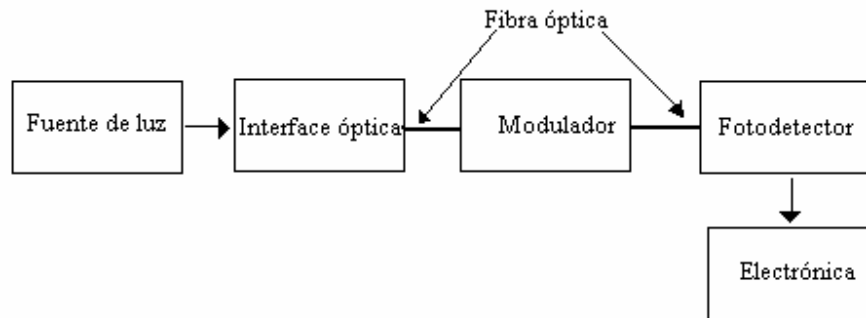 Fibra óptica
Fuente de luz
Interface óptica
Modulador
Fotodetector
Electrónica